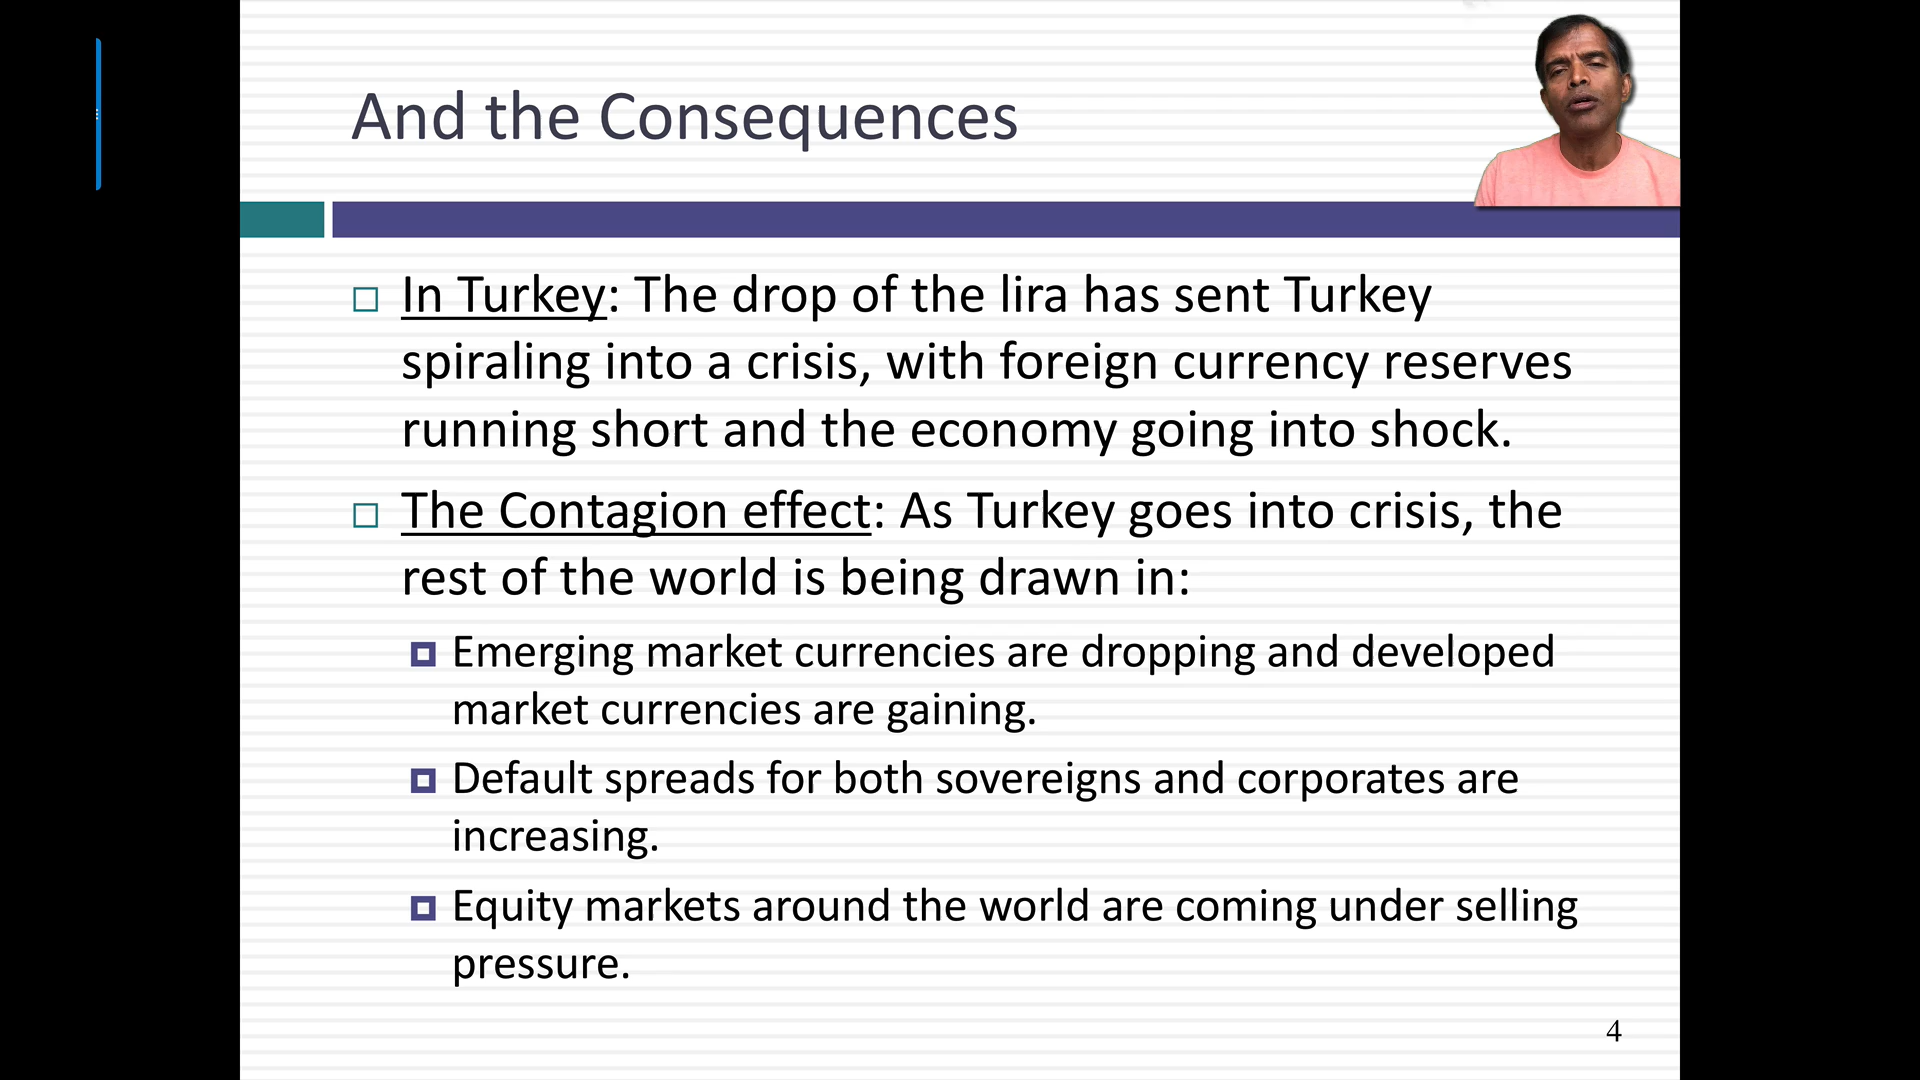 And the Consequences
In Turkey: The drop of the lira has sent Turkey
spiraling into a crisis, with foreign currency reserves
running short and the economy going into shock.
The Contagion effect: As Turkey goes into crisis, the
rest of the world is being drawn in:
Emerging market currencies are dropping and developed
market currencies are gaining.
Default spreads for both sovereigns and corporates are
increasing.
Equity markets around the world are coming under selling
pressure.
4